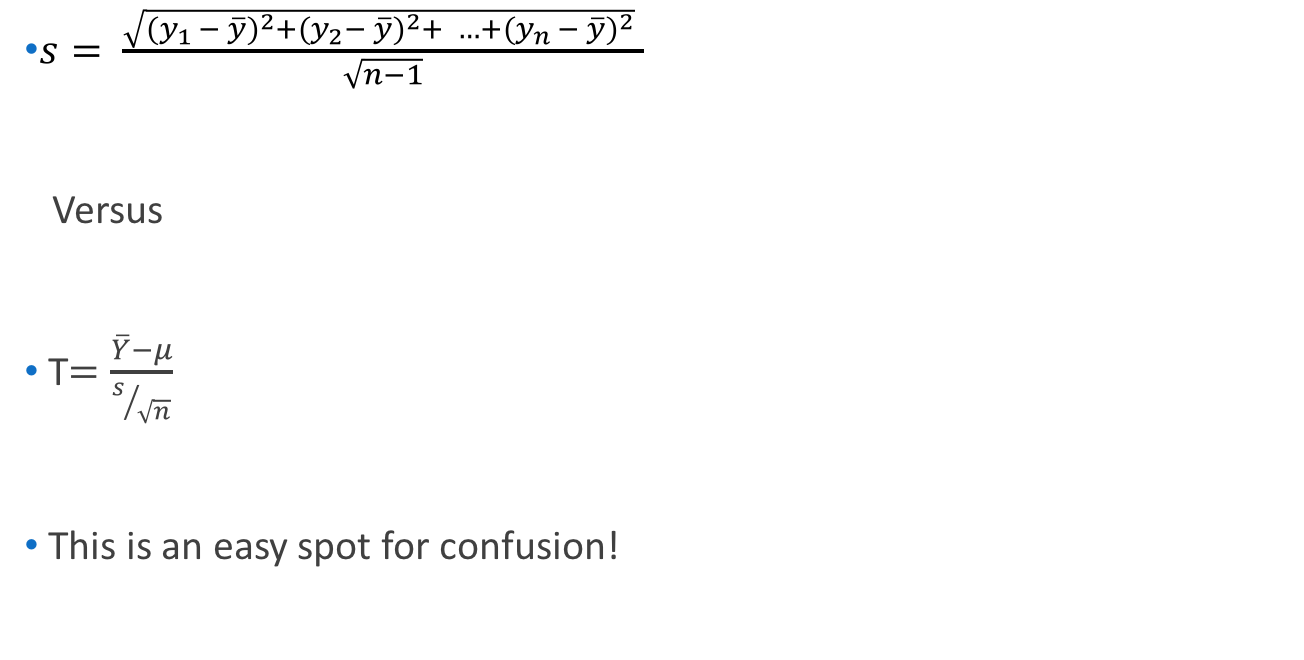 •s = √((y₁ − ȳ)²+(y₂− ȳ)²+ …+(yₙ − ȳ)²) / √(n−1)
Versus
• T= (Ȳ−μ) / (s/√n)
• This is an easy spot for confusion!